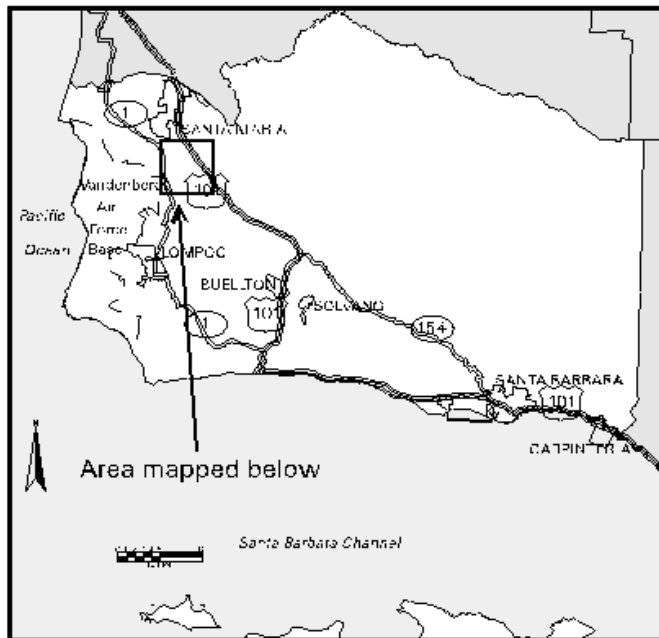 1
SANTA MARIA
Vandenberg
101
Air
Pacific
Force
Ocean
Base
LOMPOC
BUELLTON
101
SOLVANG
1
154
SANTA BARBARA
101
CARPINTERIA
Area mapped below
Santa Barbara Channel